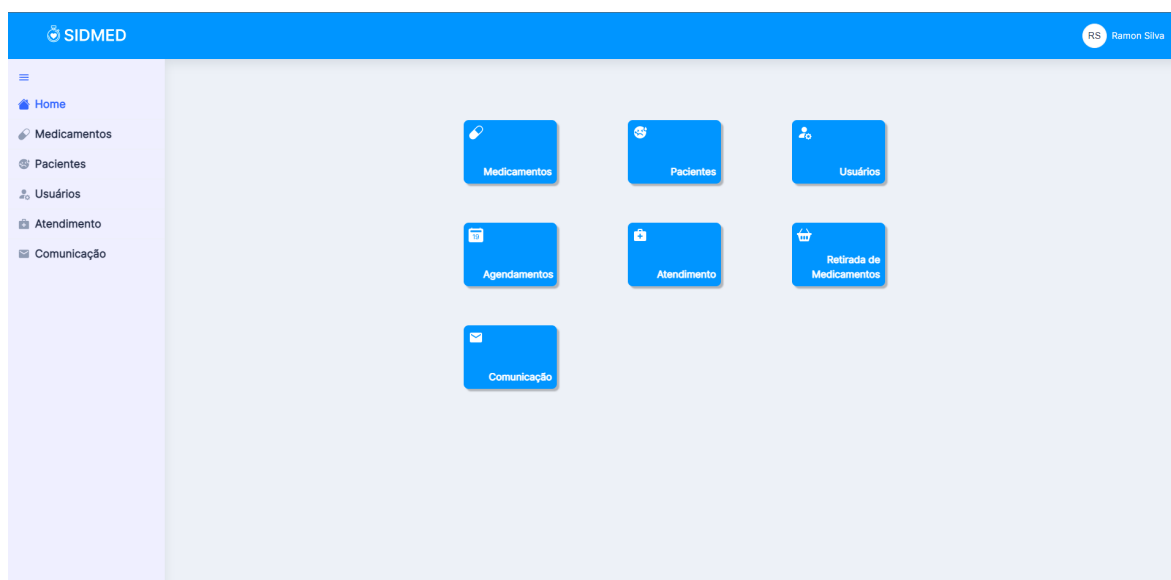 SIDMED
RS Ramon Silva
Home
Medicamentos
Pacientes
Usuários
Atendimento
Comunicação
Medicamentos
Pacientes
Usuários
19
Agendamentos
Atendimento
Retirada de
Medicamentos
Comunicação